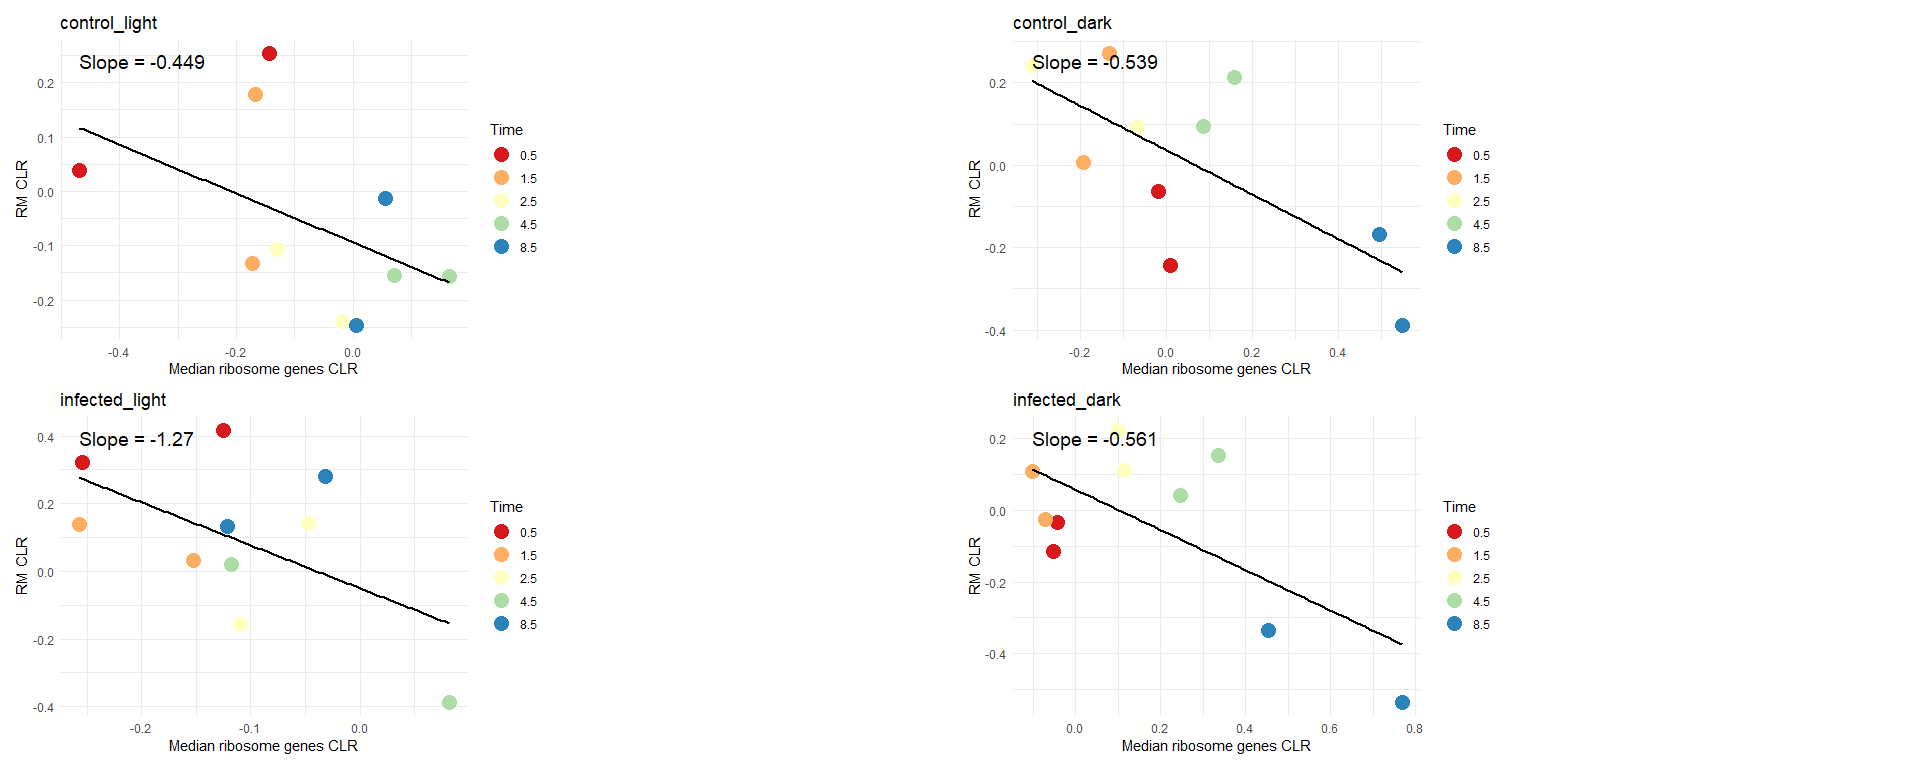 control_light
Slope = -0.449
RM CLR
0.2
0.1
0.0
-0.1
-0.2
-0.4
-0.2
0.0
Median ribosome genes CLR
Time
0.5
1.5
2.5
4.5
8.5
control_dark
Slope = -0.539
RM CLR
0.2
0.0
-0.2
-0.4
-0.2
0.0
0.2
0.4
Median ribosome genes CLR
Time
0.5
1.5
2.5
4.5
8.5
infected_light
Slope = -1.27
RM CLR
0.4
0.2
0.0
-0.2
-0.4
-0.2
-0.1
0.0
Median ribosome genes CLR
Time
0.5
1.5
2.5
4.5
8.5
infected_dark
Slope = -0.561
RM CLR
0.2
0.0
-0.2
-0.4
0.0
0.2
0.4
0.6
0.8
Median ribosome genes CLR
Time
0.5
1.5
2.5
4.5
8.5